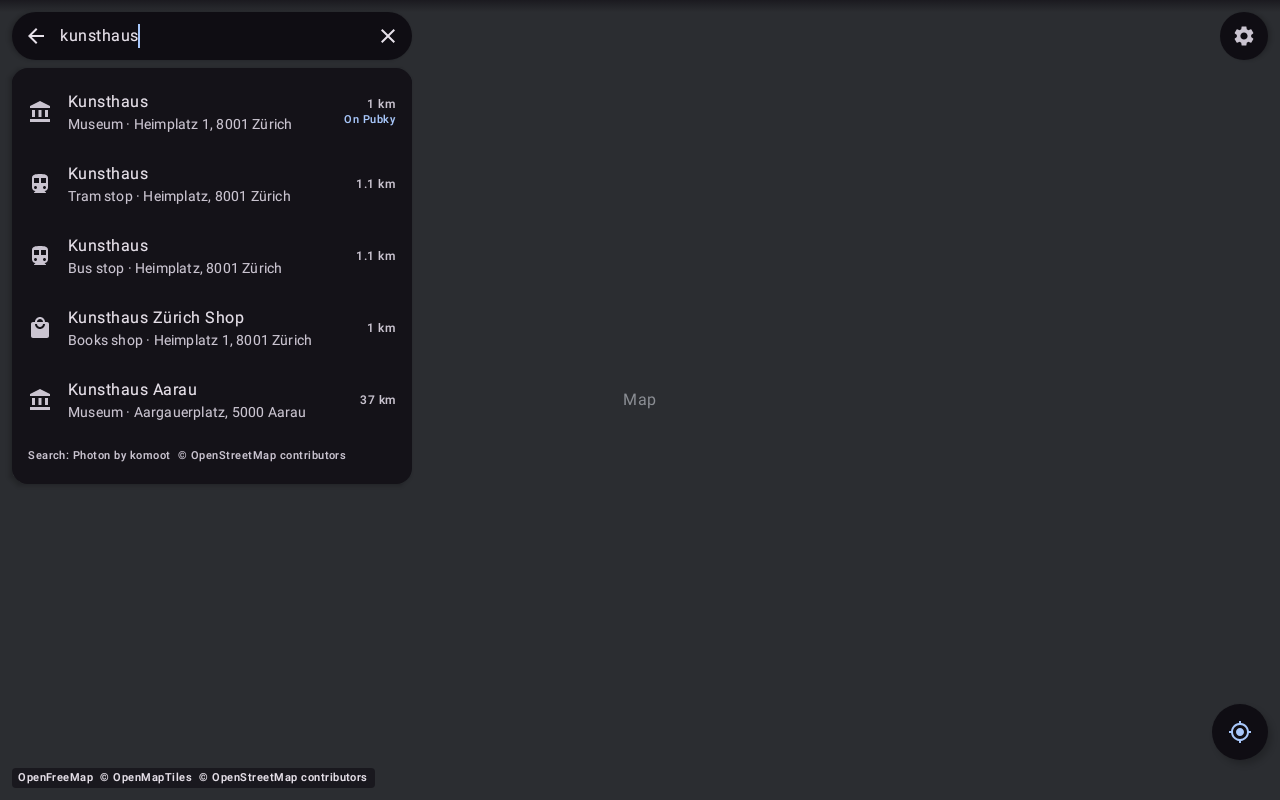 kunsthaus
Kunsthaus
Museum · Heimplatz 1, 8001 Zürich
1 km
On Pubky
Kunsthaus
Tram stop · Heimplatz, 8001 Zürich
1.1 km
Kunsthaus
Bus stop · Heimplatz, 8001 Zürich
1.1 km
Kunsthaus Zürich Shop
Books shop · Heimplatz 1, 8001 Zürich
1 km
Kunsthaus Aarau
Museum · Aargauerplatz, 5000 Aarau
37 km
Search: Photon by komoot © OpenStreetMap contributors
Map
OpenFreeMap © OpenMapTiles © OpenStreetMap contributors